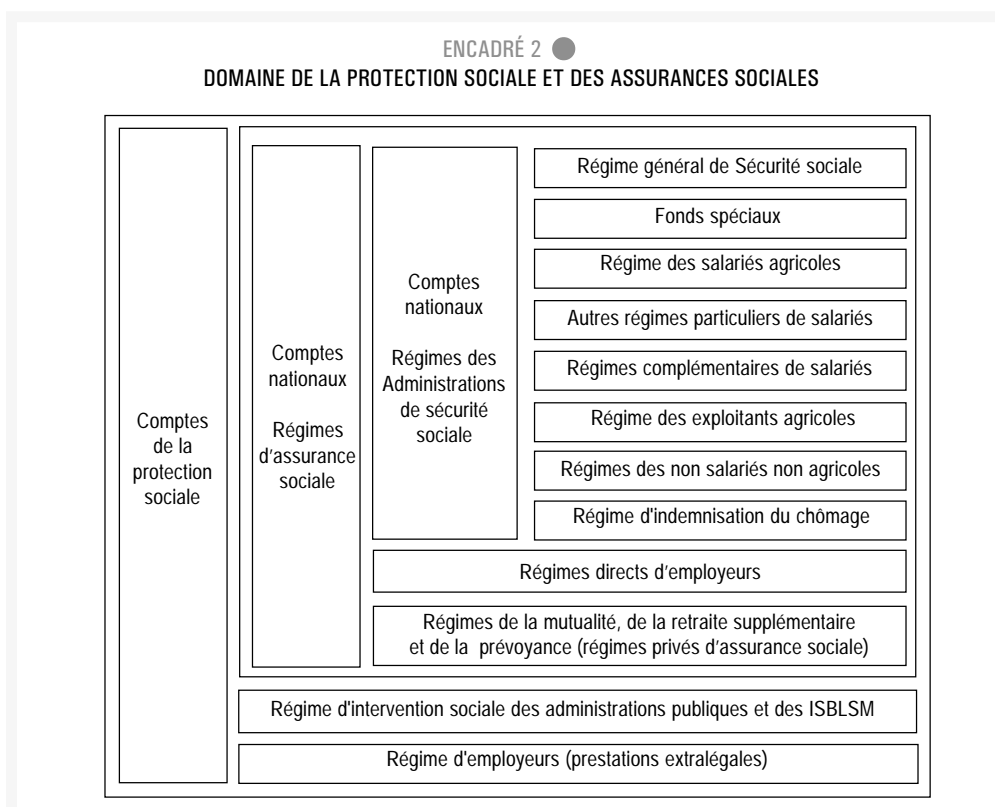 ENCADRÉ 2
DOMAINE DE LA PROTECTION SOCIALE ET DES ASSURANCES SOCIALES
Comptes
de la
protection
sociale
Comptes
nationaux
Régimes
d’assurance
sociale
Comptes
nationaux
Régimes des
Administrations
de sécurité
sociale
Régime général de Sécurité sociale
Fonds spéciaux
Régime des salariés agricoles
Autres régimes particuliers de salariés
Régimes complémentaires de salariés
Régime des exploitants agricoles
Régimes des non salariés non agricoles
Régime d'indemnisation du chômage
Régimes directs d’employeurs
Régimes de la mutualité, de la retraite supplémentaire
et de la prévoyance (régimes privés d’assurance sociale)
Régime d'intervention sociale des administrations publiques et des ISBLSM
Régime d'employeurs (prestations extralégales)